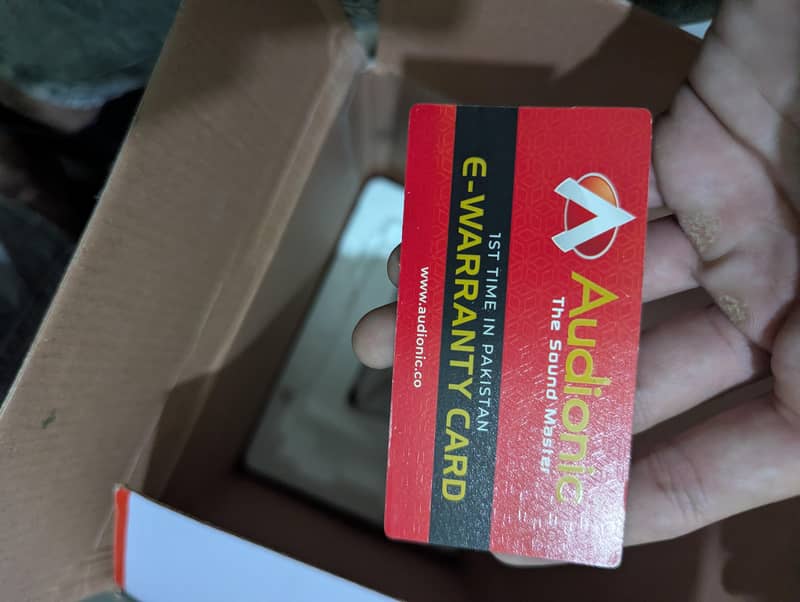 Audionic
The Sound Master
1ST TIME IN PAKISTAN
E-WARRANTY CARD
www.audionic.co